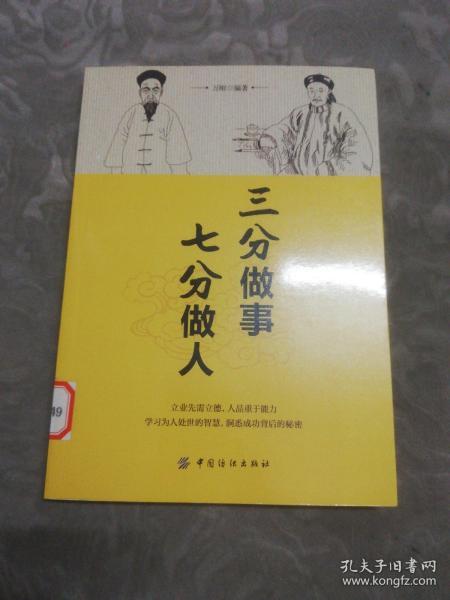 编著
三分做事
七分做人
立业先需立德，人品重于能力
学习为人处世的智慧，洞悉成功背后的秘密
中国纺织出版社
49
孔夫子旧书网
www.kongfz.com